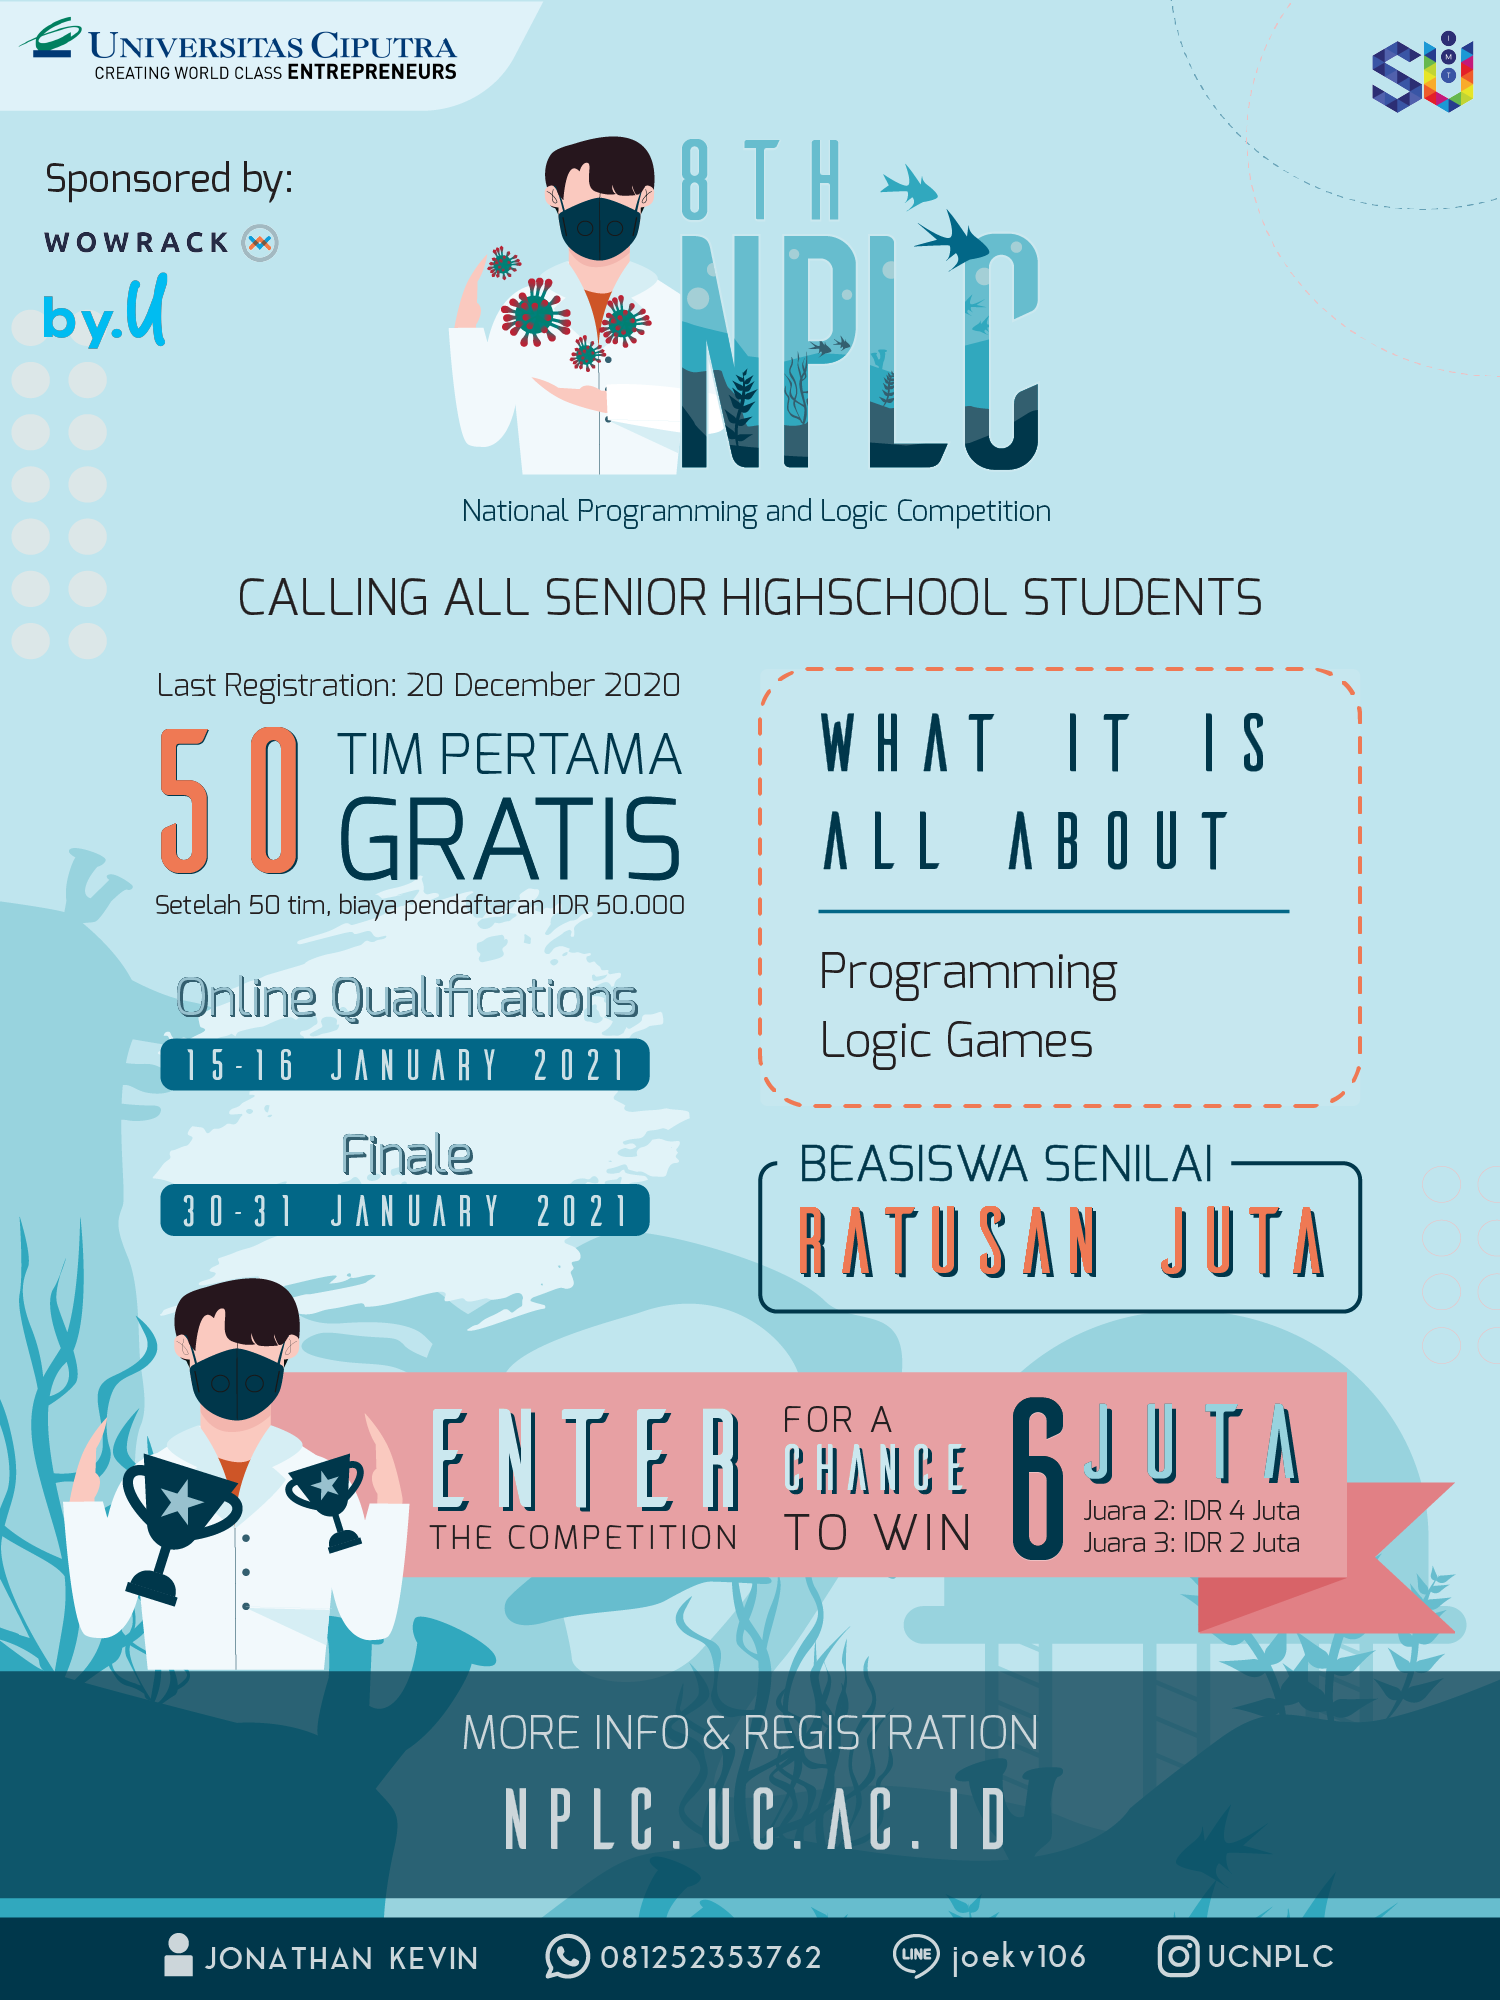 UNIVERSITAS CIPUTRA
CREATING WORLD CLASS ENTREPRENEURS
SU
I
M
T
Sponsored by:
WOWRACK
by.U
8TH
NPLC
National Programming and Logic Competition
CALLING ALL SENIOR HIGHSCHOOL STUDENTS
Last Registration: 20 December 2020
50 TIM PERTAMA
GRATIS
Setelah 50 tim, biaya pendaftaran IDR 50.000
Online Qualifications
15-16 JANUARY 2021
Finale
30-31 JANUARY 2021
WHAT IT IS
ALL ABOUT
Programming
Logic Games
BEASISWA SENILAI
RATUSAN JUTA
ENTER
THE COMPETITION
FOR A
CHANCE
TO WIN
6 JUTA
Juara 2: IDR 4 Juta
Juara 3: IDR 2 Juta
MORE INFO & REGISTRATION
NPLC.UC.AC.ID
JONATHAN KEVIN
081252353762
LINE joekv106
UCNPLC